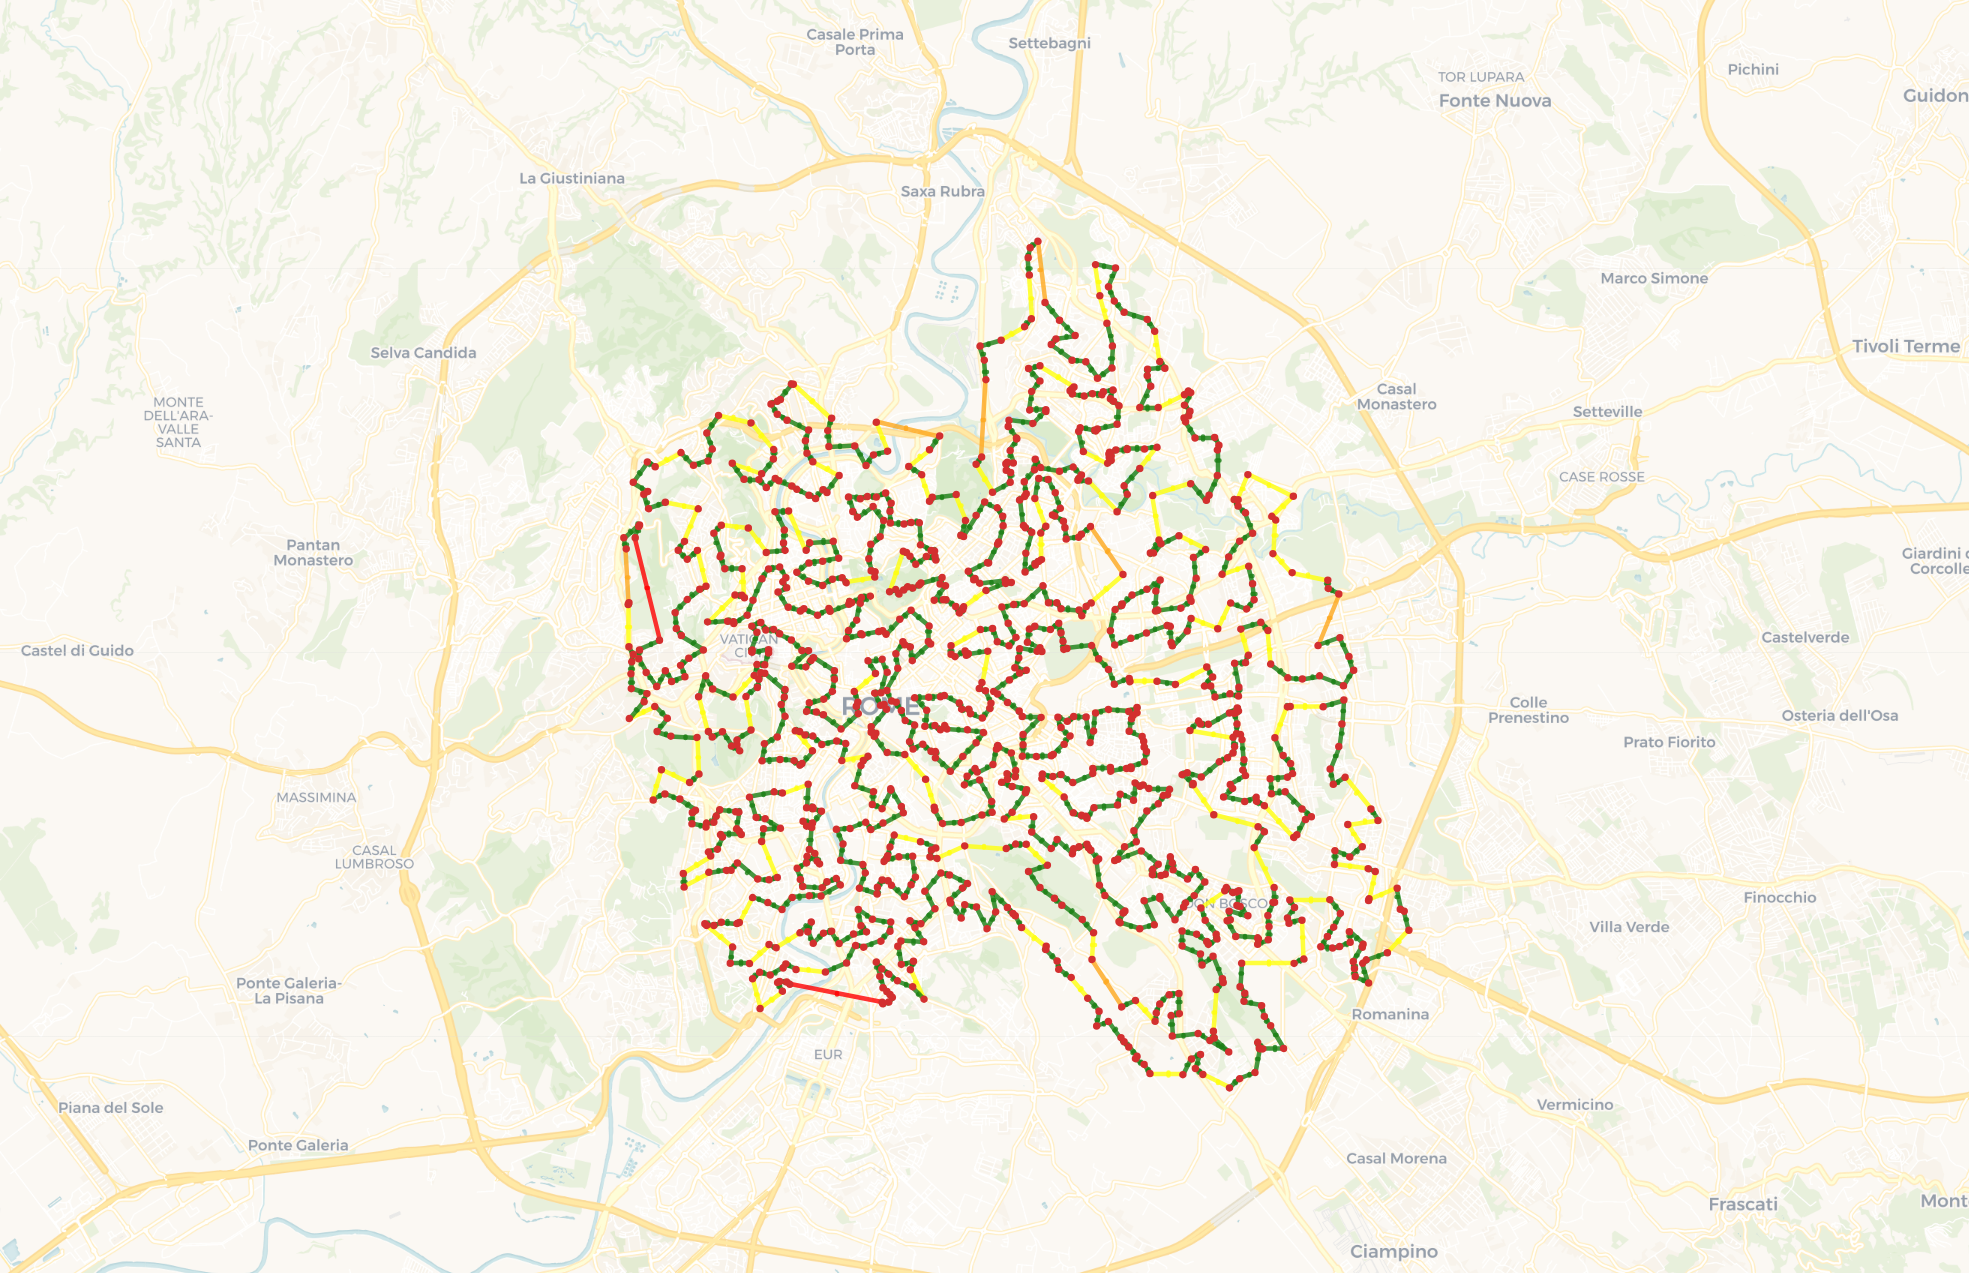 Casale Prima
Porta
Settebagni
Pichini
TOR LUPARA
Fonte Nuova
Guidon
La Giustiniana
Saxa Rubra
Marco Simone
Selva Candida
Tivoli Terme
MONTE
DELL'ARA-
VALLE
SANTA
Casal
Monastero
Setteville
CASE ROSSE
Pantan
Monastero
Giardini d
Corcolle
Castel di Guido
VATICAN
CITY
Castelverde
ROME
Colle
Prenestino
Osteria dell'Osa
Prato Fiorito
MASSIMINA
CASAL
LUMBROSO
DON BOSCO
Finocchio
Villa Verde
Ponte Galeria-
La Pisana
Romanina
EUR
Piana del Sole
Vermicino
Ponte Galeria
Casal Morena
Frascati
Mont
Ciampino